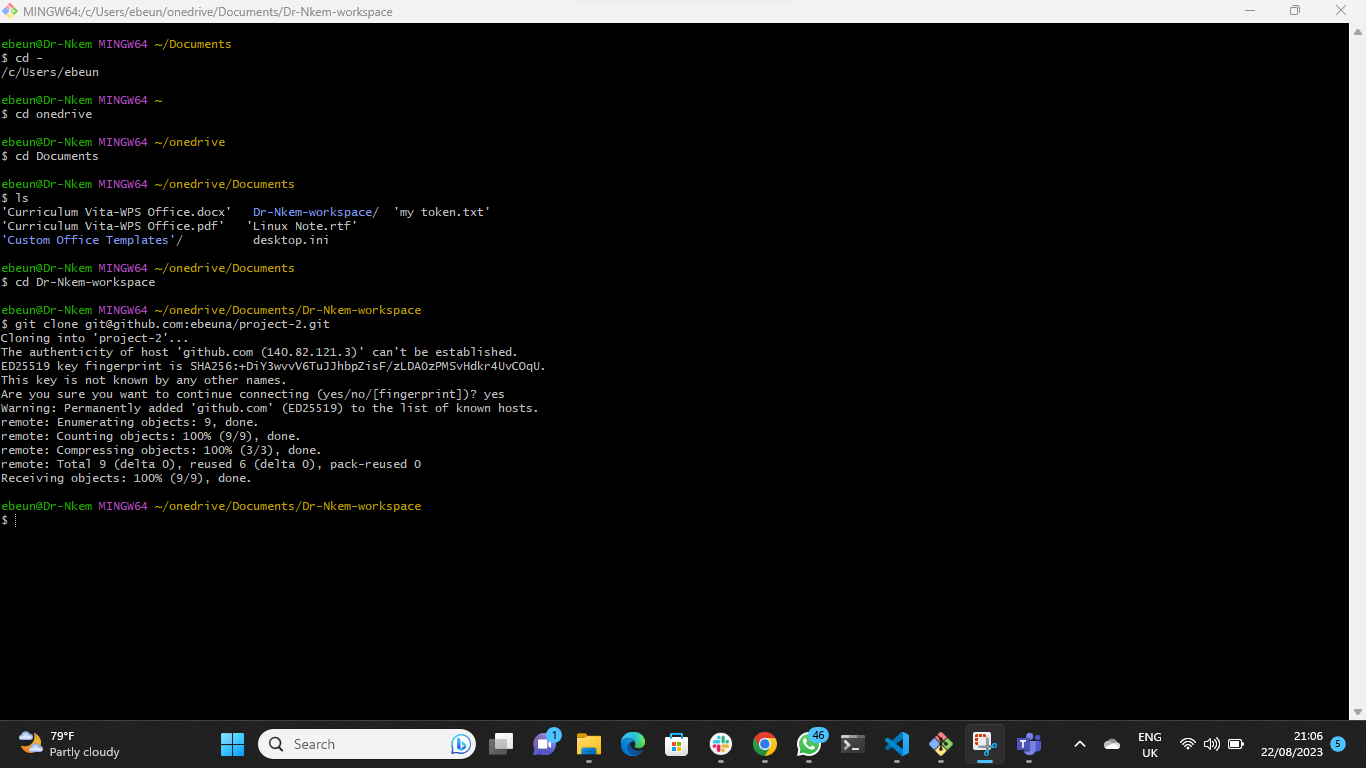 MINGW64:/c/Users/ebeun/onedrive/Documents/Dr-Nkem-workspace
ebeun@Dr-Nkem MINGW64 ~/Documents
$ cd -
/c/Users/ebeun
ebeun@Dr-Nkem MINGW64 ~
$ cd onedrive
ebeun@Dr-Nkem MINGW64 ~/onedrive
$ cd Documents
ebeun@Dr-Nkem MINGW64 ~/onedrive/Documents
$ ls
'Curriculum Vita-WPS Office.docx'   Dr-Nkem-workspace/  'my token.txt'
'Curriculum Vita-WPS Office.pdf'   'Linux Note.rtf'
'Custom Office Templates'/          desktop.ini
ebeun@Dr-Nkem MINGW64 ~/onedrive/Documents
$ cd Dr-Nkem-workspace
ebeun@Dr-Nkem MINGW64 ~/onedrive/Documents/Dr-Nkem-workspace
$ git clone git@github.com:ebeuna/project-2.git
Cloning into 'project-2'...
The authenticity of host 'github.com (140.82.121.3)' can't be established.
ED25519 key fingerprint is SHA256:+DiY3wvvV6TuJJhbpZisF/zLDA0zPMSvHdkr4UvCOqU.
This key is not known by any other names.
Are you sure you want to continue connecting (yes/no/[fingerprint])? yes
Warning: Permanently added 'github.com' (ED25519) to the list of known hosts.
remote: Enumerating objects: 9, done.
remote: Counting objects: 100% (9/9), done.
remote: Compressing objects: 100% (3/3), done.
remote: Total 9 (delta 0), reused 6 (delta 0), pack-reused 0
Receiving objects: 100% (9/9), done.
ebeun@Dr-Nkem MINGW64 ~/onedrive/Documents/Dr-Nkem-workspace
$
79°F
Partly cloudy
Search
1
46
ENG
UK
21:06
22/08/2023
5